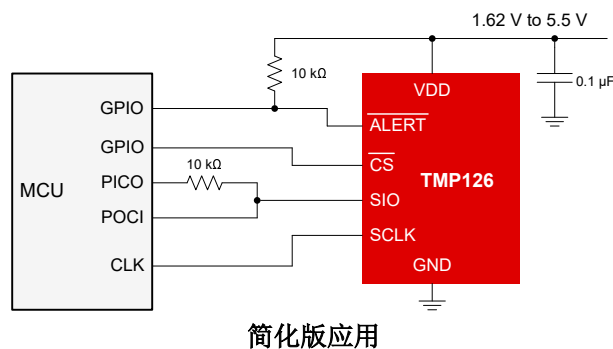 1.62 V to 5.5 V
10 kΩ
0.1 µF
VDD
GPIO
ALERT
GPIO
CS
10 kΩ
TMP126
MCU
PICO
SIO
POCI
SCLK
CLK
GND
简化版应用